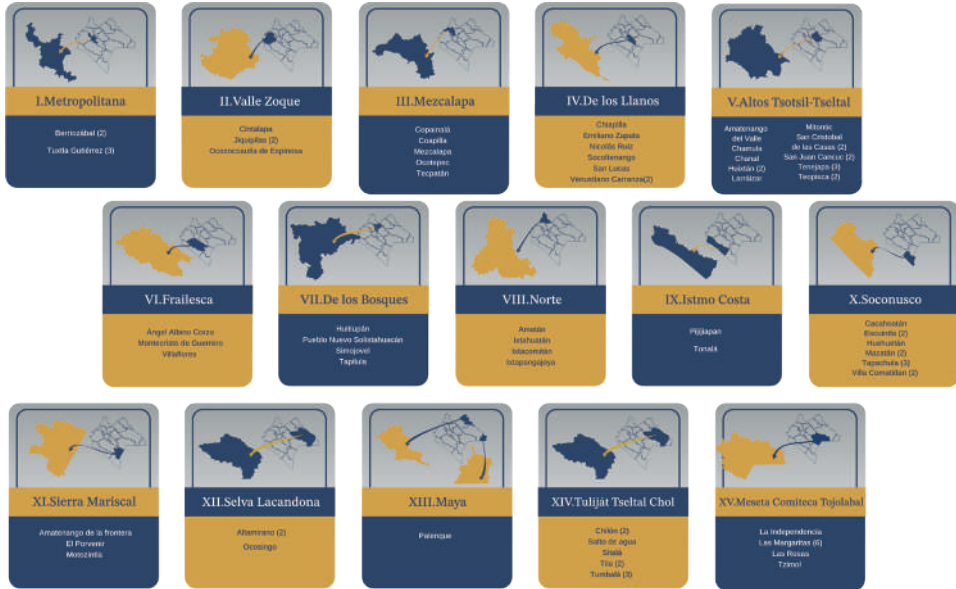 I.Metropolitana
Berriozábal (2)
Tuxtla Gutiérrez (3)
II.Valle Zoque
Cintalapa
Jiquipilas (2)
Ocozocoautla de Espinosa
III.Mezcalapa
Copainalá
Coapilla
Mezcalapa
Ocotepec
Tecpatán
IV.De los Llanos
Chiapilla
Emiliano Zapata
Nicolás Ruiz
Socoltenango
San Lucas
Venustiano Carranza(2)
V.Altos Tsotsil-Tseltal
Amatenango
del Valle
Chamula
Chanal
Huixtán (2)
Larráizar
Mitontic
San Cristobal
de las Casas (2)
San Juan Cancuc (2)
Tenejapa (3)
Teopisca (2)
VI.Frailesca
Ángel Albino Corzo
Montecristo de Guerrero
Villaflores
VII.De los Bosques
Huitiupán
Pueblo Nuevo Solistahuacán
Simojovel
Tapilula
VIII.Norte
Amatán
Ixtahuatán
Ixtacomitán
Ixtapangajoya
IX.Istmo Costa
Pijijiapan
Tonalá
X.Soconusco
Cacahoatán
Escuintla (2)
Huehuetán
Mazatán (2)
Tapachula (3)
Villa Comaltitlan (2)
XI.Sierra Mariscal
Amatenango de la frontera
El Porvenir
Motozintla
XII.Selva Lacandona
Altamirano (2)
Ocosingo
XIII.Maya
Palenque
XIV.Tuliját Tseltal Chol
Chilón (2)
Salto de agua
Sitalá
Tila (2)
Tumbalá (3)
XV.Meseta Comiteca Tojolabal
La Independencia
Las Margaritas (6)
Las Rosas
Tzimol